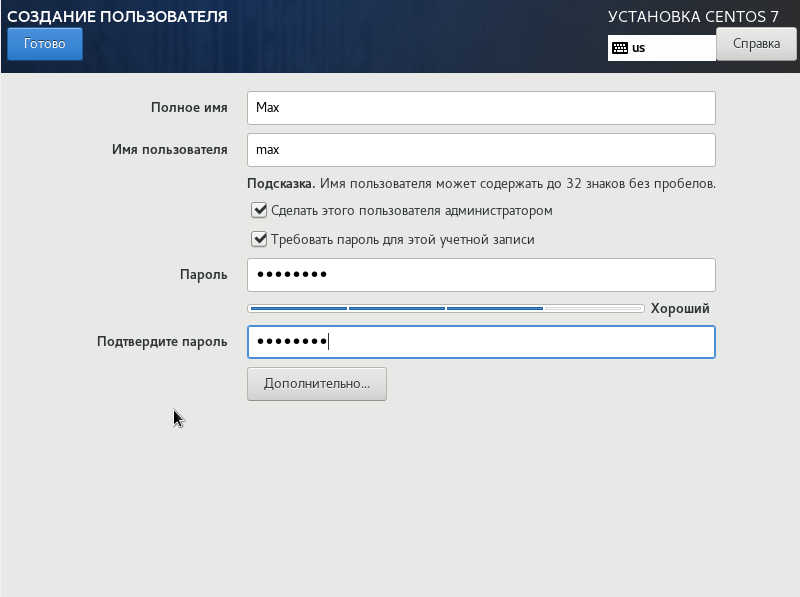 СОЗДАНИЕ ПОЛЬЗОВАТЕЛЯ
УСТАНОВКА CENTOS 7
Готово
us
Справка
Полное имя
Max
Имя пользователя
max
Подсказка. Имя пользователя может содержать до 32 знаков без пробелов.
Сделать этого пользователя администратором
Требовать пароль для этой учетной записи
Пароль
●●●●●●●●
Хороший
Подтвердите пароль
●●●●●●●●
Дополнительно...